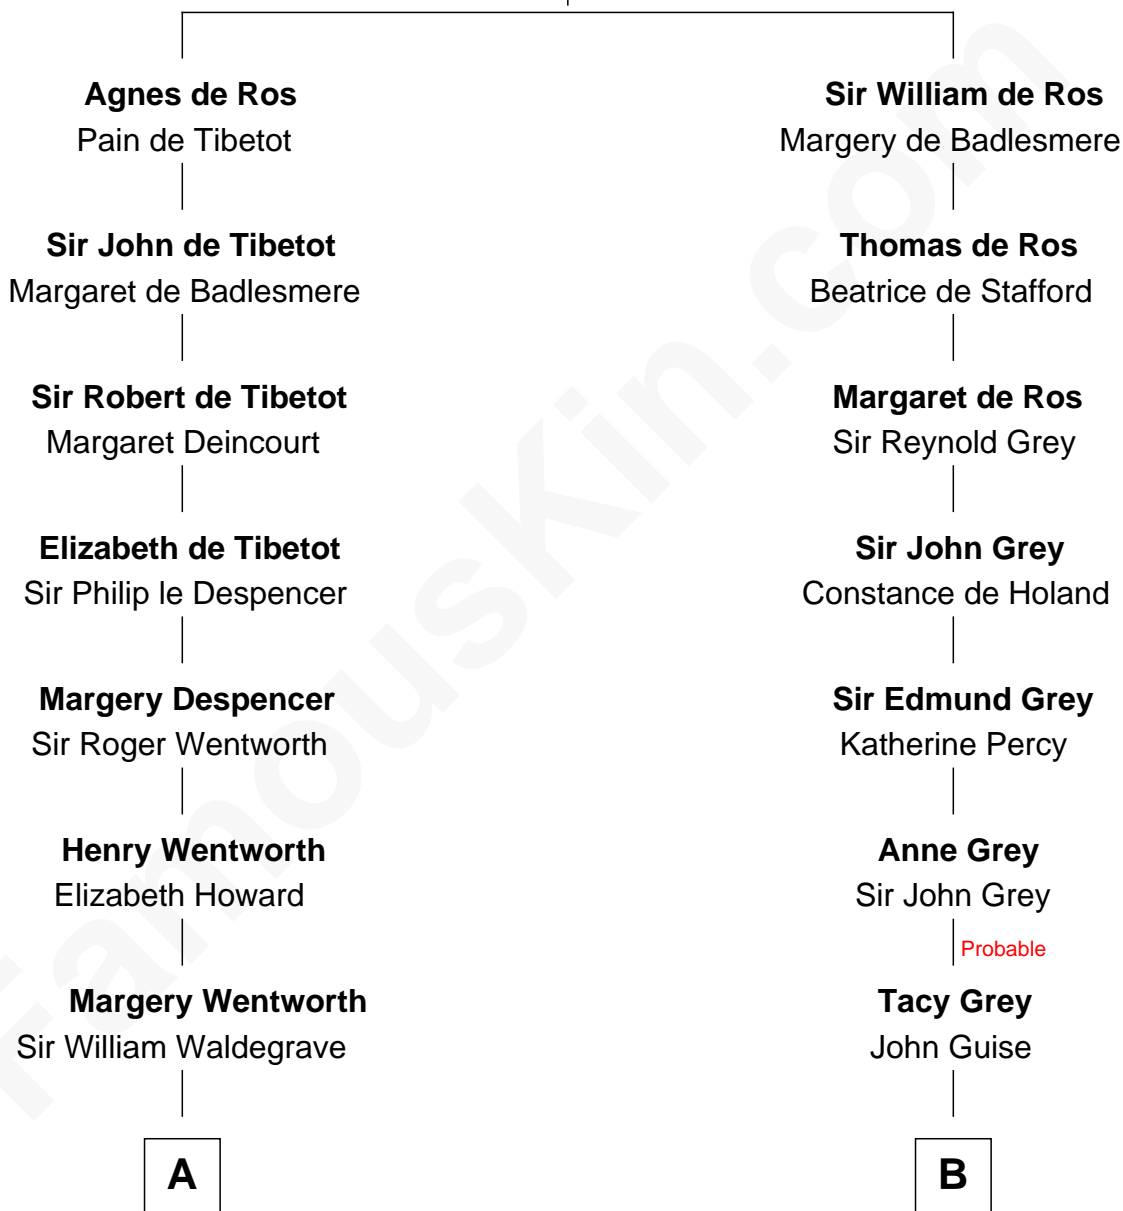 Agnes de Ros
Pain de Tibetot
Sir William de Ros
Margery de Badlesmere
Sir John de Tibetot
Margaret de Badlesmere
Thomas de Ros
Beatrice de Stafford
Sir Robert de Tibetot
Margaret Deincourt
Margaret de Ros
Sir Reynold Grey
Elizabeth de Tibetot
Sir Philip le Despencer
Sir John Grey
Constance de Holand
Margery Despencer
Sir Roger Wentworth
Sir Edmund Grey
Katherine Percy
Henry Wentworth
Elizabeth Howard
Anne Grey
Sir John Grey
Probable
Margery Wentworth
Sir William Waldegrave
Tacy Grey
John Guise
A
B
FamousKin.com